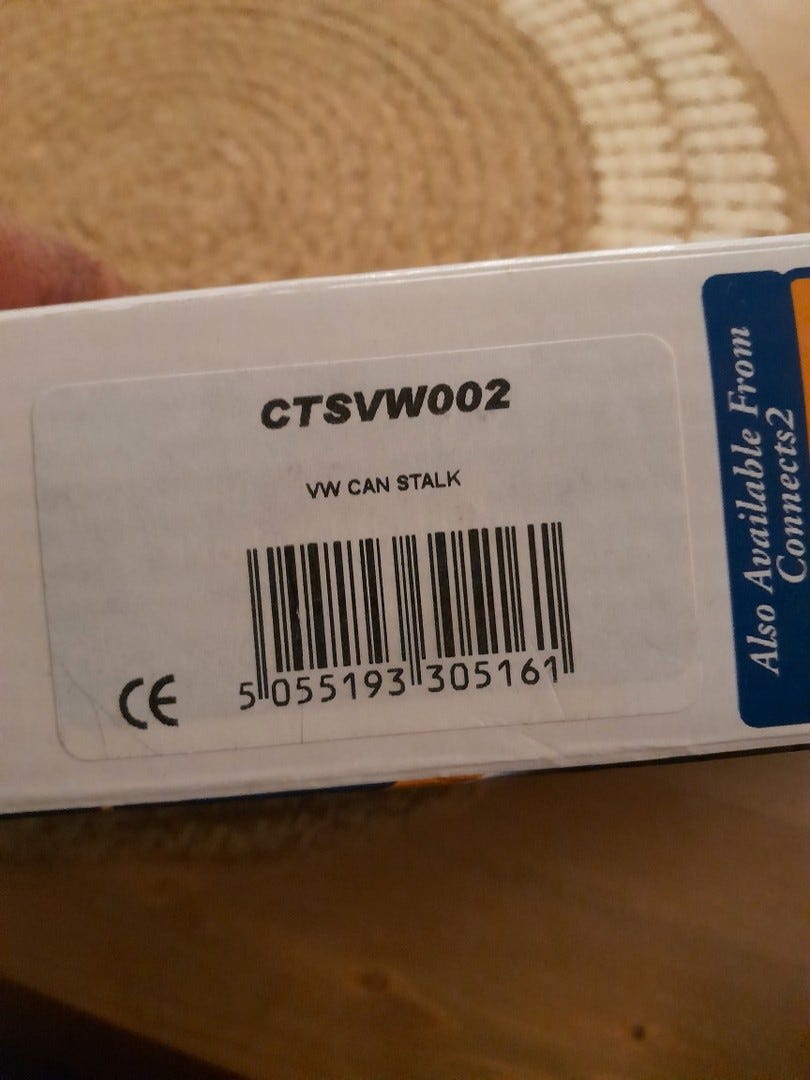 CTSVW002
VW CAN STALK
CE
5 055193 305161
Also Available From
Connects2